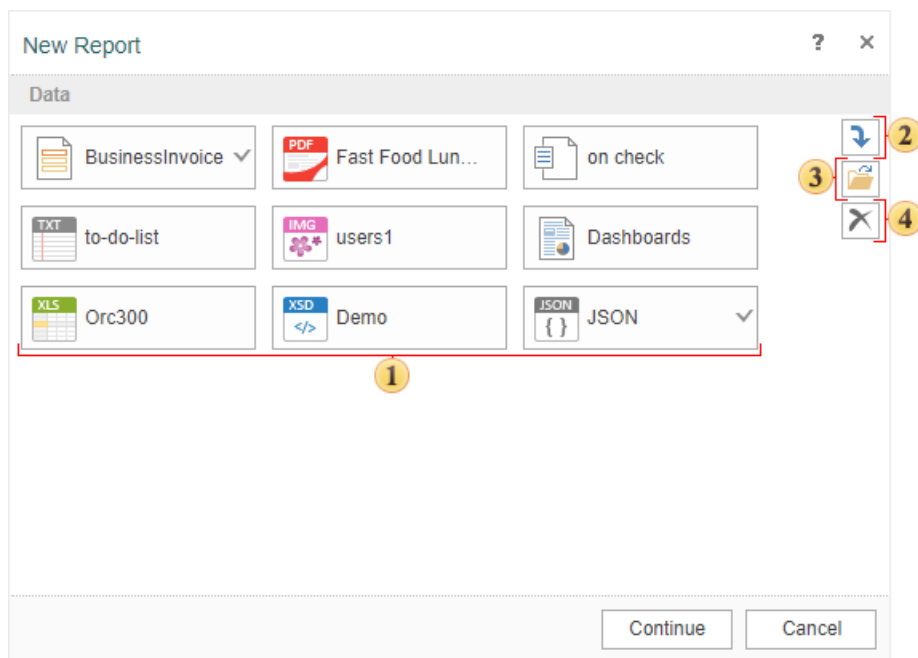 New Report ? ×
Data
BusinessInvoice
PDF Fast Food Lun...
on check
2
3
TXT to-do-list
IMG users1
Dashboards
4
XLS Orc300
XSD </> Demo
JSON { } JSON
1
Continue Cancel